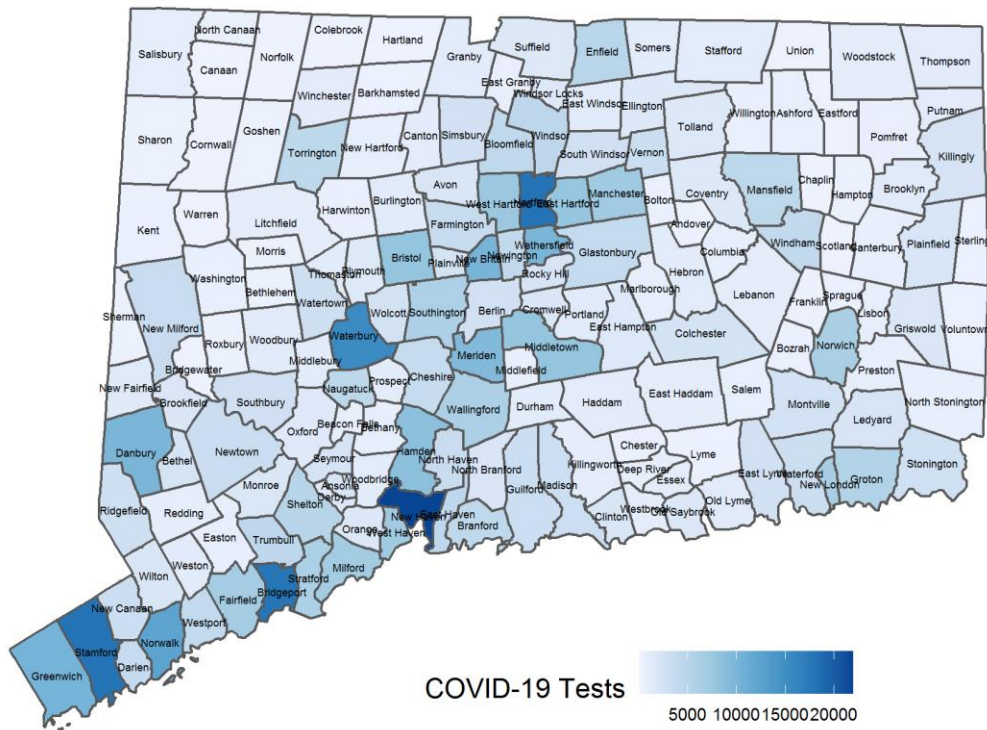 North Canaan Colebrook Hartland Suffield Enfield Somers Stafford Union Woodstock Thompson
Salisbury Canaan Norfolk Granby East Granby Windsor Locks
Winchester Barkhamsted East Windsor Ellington Willington Ashford Eastford Putnam
Sharon Cornwall Goshen Torrington New Hartford Canton Simsbury Bloomfield Windsor South Windsor Vernon Tolland Pomfret Killingly
Kent Warren Litchfield Harwinton Burlington Avon West Hartford Hartford East Hartford Manchester Bolton Coventry Mansfield Chaplin Hampton Brooklyn
Morris Farmington Wethersfield Glastonbury Andover Columbia Windham Scotland Canterbury Plainfield Sterling
Washington Bethlehem Thomaston Plymouth Bristol Plainville New Britain Newington Rocky Hill Hebron
Sherman New Milford Roxbury Woodbury Watertown Waterbury Wolcott Southington Berlin Cromwell Portland Marlborough East Hampton Lebanon Franklin Sprague Lisbon Griswold Voluntown
Bridgewater Middlebury Meriden Middletown Colchester Bozrah Norwich Preston
New Fairfield Brookfield Southbury Naugatuck Prospect Cheshire Middlefield Durham Haddam East Haddam Salem Montville Ledyard North Stonington
Danbury Bethel Newtown Oxford Beacon Falls Bethany Hamden Wallingford
Seymour Woodbridge North Haven North Branford Killingworth Chester Deep River Essex Lyme East Lyme Waterford New London Groton Stonington
Ridgefield Redding Monroe Shelton Ansonia Derby Orange New Haven East Haven West Haven Branford Guilford Madison Clinton Westbrook Old Saybrook Old Lyme
Easton Trumbull
Wilton Weston Stratford Milford
New Canaan Westport Fairfield Bridgeport
Greenwich Stamford Darien Norwalk
COVID-19 Tests
5000 10000 15000 20000